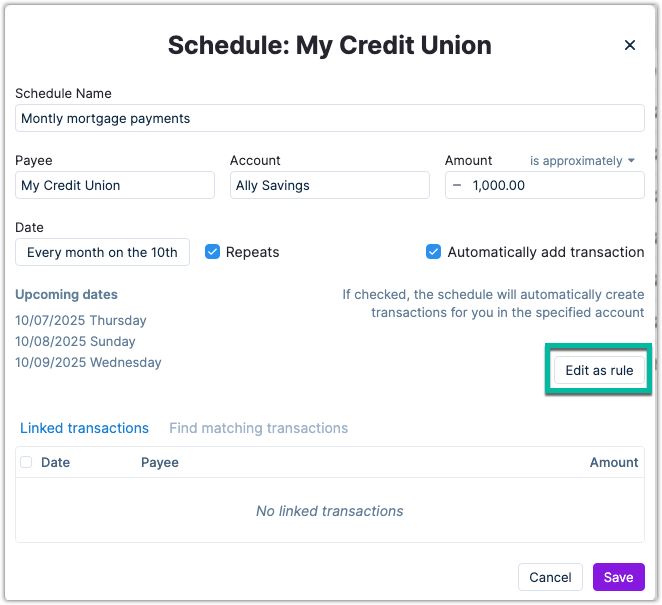 Schedule: My Credit Union
Schedule Name
Montly mortgage payments
Payee
Account
Amount
is approximately
My Credit Union
Ally Savings
− 1,000.00
Date
Every month on the 10th
Repeats
Automatically add transaction
Upcoming dates
10/07/2025 Thursday
10/08/2025 Sunday
10/09/2025 Wednesday
If checked, the schedule will automatically create
transactions for you in the specified account
Edit as rule
Linked transactions
Find matching transactions
Date
Payee
Amount
No linked transactions
Cancel
Save